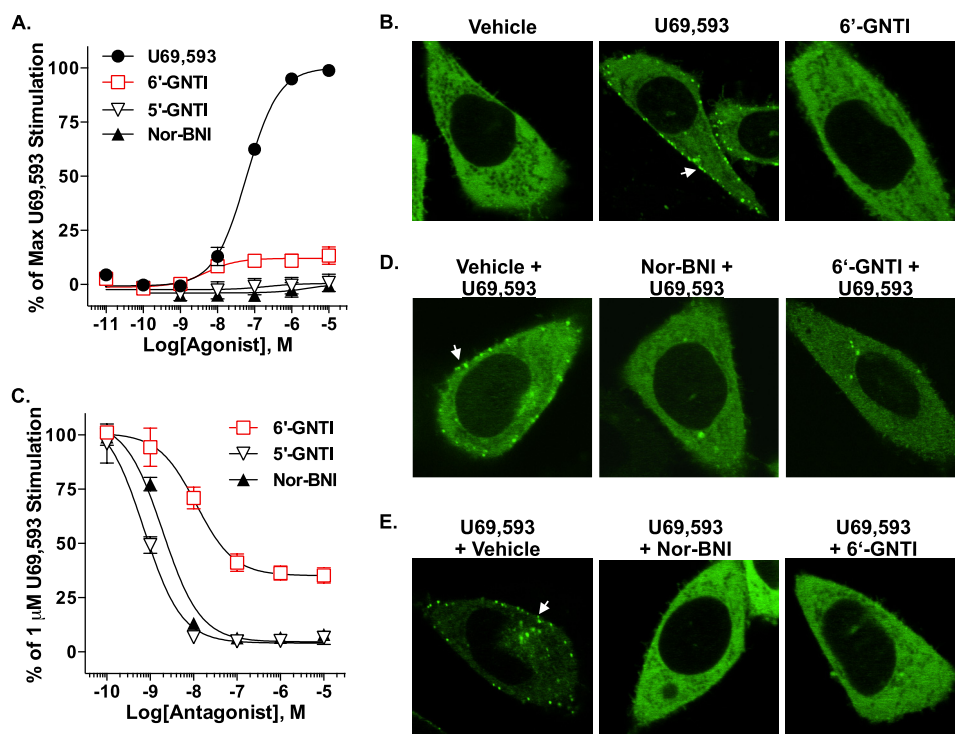 A.
% of Max U69,593 Stimulation
100
75
50
25
0
U69,593
6'-GNTI
5'-GNTI
Nor-BNI
-11 -10 -9 -8 -7 -6 -5
Log[Agonist], M
B.
Vehicle
U69,593
6'-GNTI
C.
% of 1 µM U69,593 Stimulation
100
75
50
25
0
6'-GNTI
5'-GNTI
Nor-BNI
-10 -9 -8 -7 -6 -5
Log[Antagonist], M
D.
Vehicle +
U69,593
Nor-BNI +
U69,593
6‘-GNTI +
U69,593
E.
U69,593
+ Vehicle
U69,593
+ Nor-BNI
U69,593
+ 6‘-GNTI